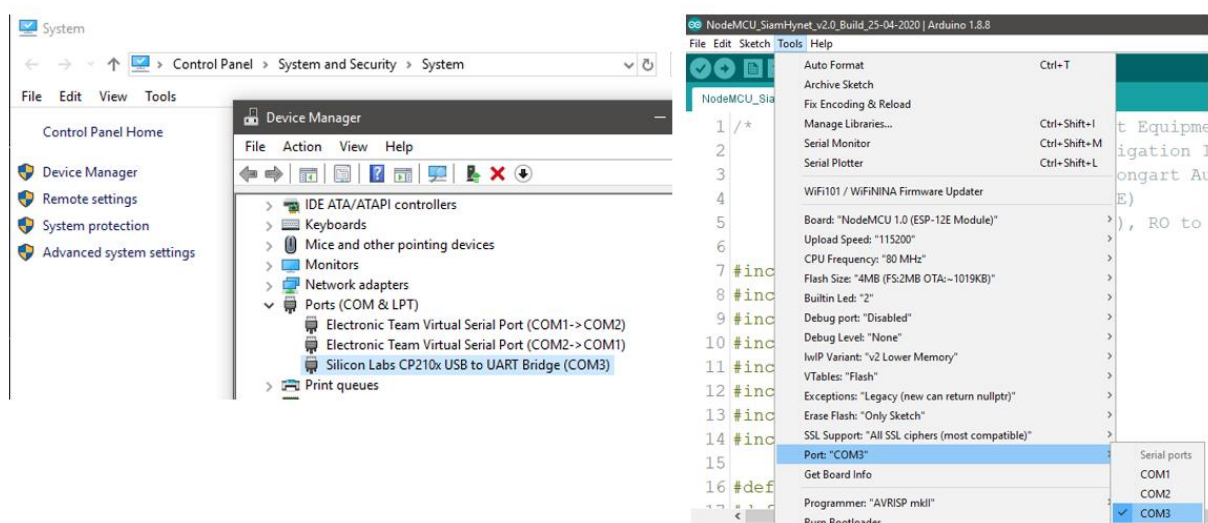 System
Control Panel > System and Security > System
File Edit View Tools
Control Panel Home
Device Manager
Remote settings
System protection
Advanced system settings
Device Manager
File Action View Help
IDE ATA/ATAPI controllers
Keyboards
Mice and other pointing devices
Monitors
Network adapters
Ports (COM & LPT)
Electronic Team Virtual Serial Port (COM1->COM2)
Electronic Team Virtual Serial Port (COM2->COM1)
Silicon Labs CP210x USB to UART Bridge (COM3)
Print queues
NodeMCU_SiamHynet_v2.0_Build_25-04-2020 | Arduino 1.8.8
File Edit Sketch Tools Help
NodeMCU_Sia
Auto Format Ctrl+T
Archive Sketch
Fix Encoding & Reload
Manage Libraries... Ctrl+Shift+I
Serial Monitor Ctrl+Shift+M
Serial Plotter Ctrl+Shift+L
WiFi101 / WiFiNINA Firmware Updater
Board: "NodeMCU 1.0 (ESP-12E Module)"
Upload Speed: "115200"
CPU Frequency: "80 MHz"
Flash Size: "4MB (FS:2MB OTA:~1019KB)"
Builtin Led: "2"
Debug port: "Disabled"
Debug Level: "None"
lwIP Variant: "v2 Lower Memory"
VTables: "Flash"
Exceptions: "Legacy (new can return nullptr)"
Erase Flash: "Only Sketch"
SSL Support: "All SSL ciphers (most compatible)"
Port: "COM3"
Get Board Info
Programmer: "AVRISP mkII"
Burn Bootloader
Serial ports
COM1
COM2
COM3
1 /* t Equipme
2 igation I
3 ongart Au
4 E)
5 ), RO to
6
7 #inc
8 #inc
9 #inc
10 #inc
11 #inc
12 #inc
13 #inc
14 #inc
15
16 #def